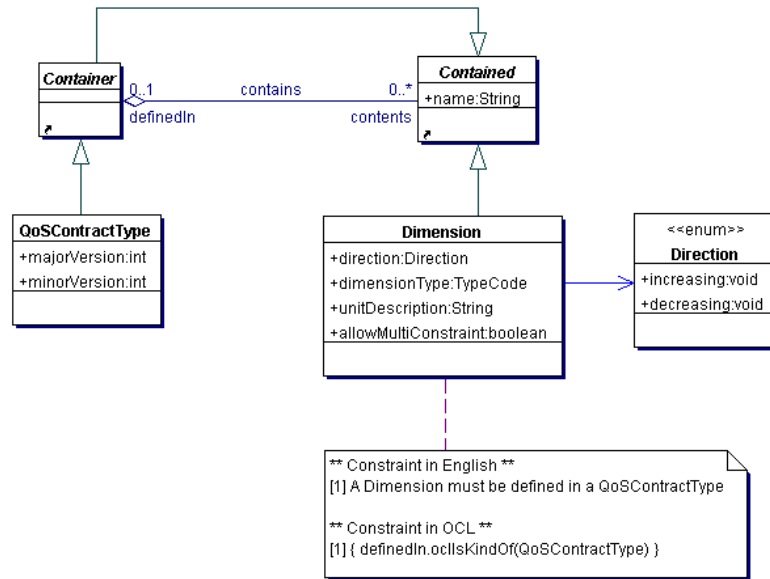 Container
Contained
+name:String
0..1
contains
0..*
definedIn
contents
QoSContractType
+majorVersion:int
+minorVersion:int
Dimension
+direction:Direction
+dimensionType:TypeCode
+unitDescription:String
+allowMultiConstraint:boolean
<<enum>>
Direction
+increasing:void
+decreasing:void
** Constraint in English **
[1] A Dimension must be defined in a QoSContractType
** Constraint in OCL **
[1] { definedIn.oclIsKindOf(QoSContractType) }